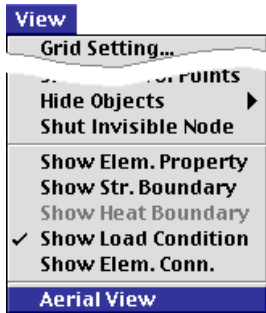 View
Grid Setting...
Points
Hide Objects
Shut Invisible Node
Show Elem. Property
Show Str. Boundary
Show Heat Boundary
Show Load Condition
Show Elem. Conn.
Aerial View